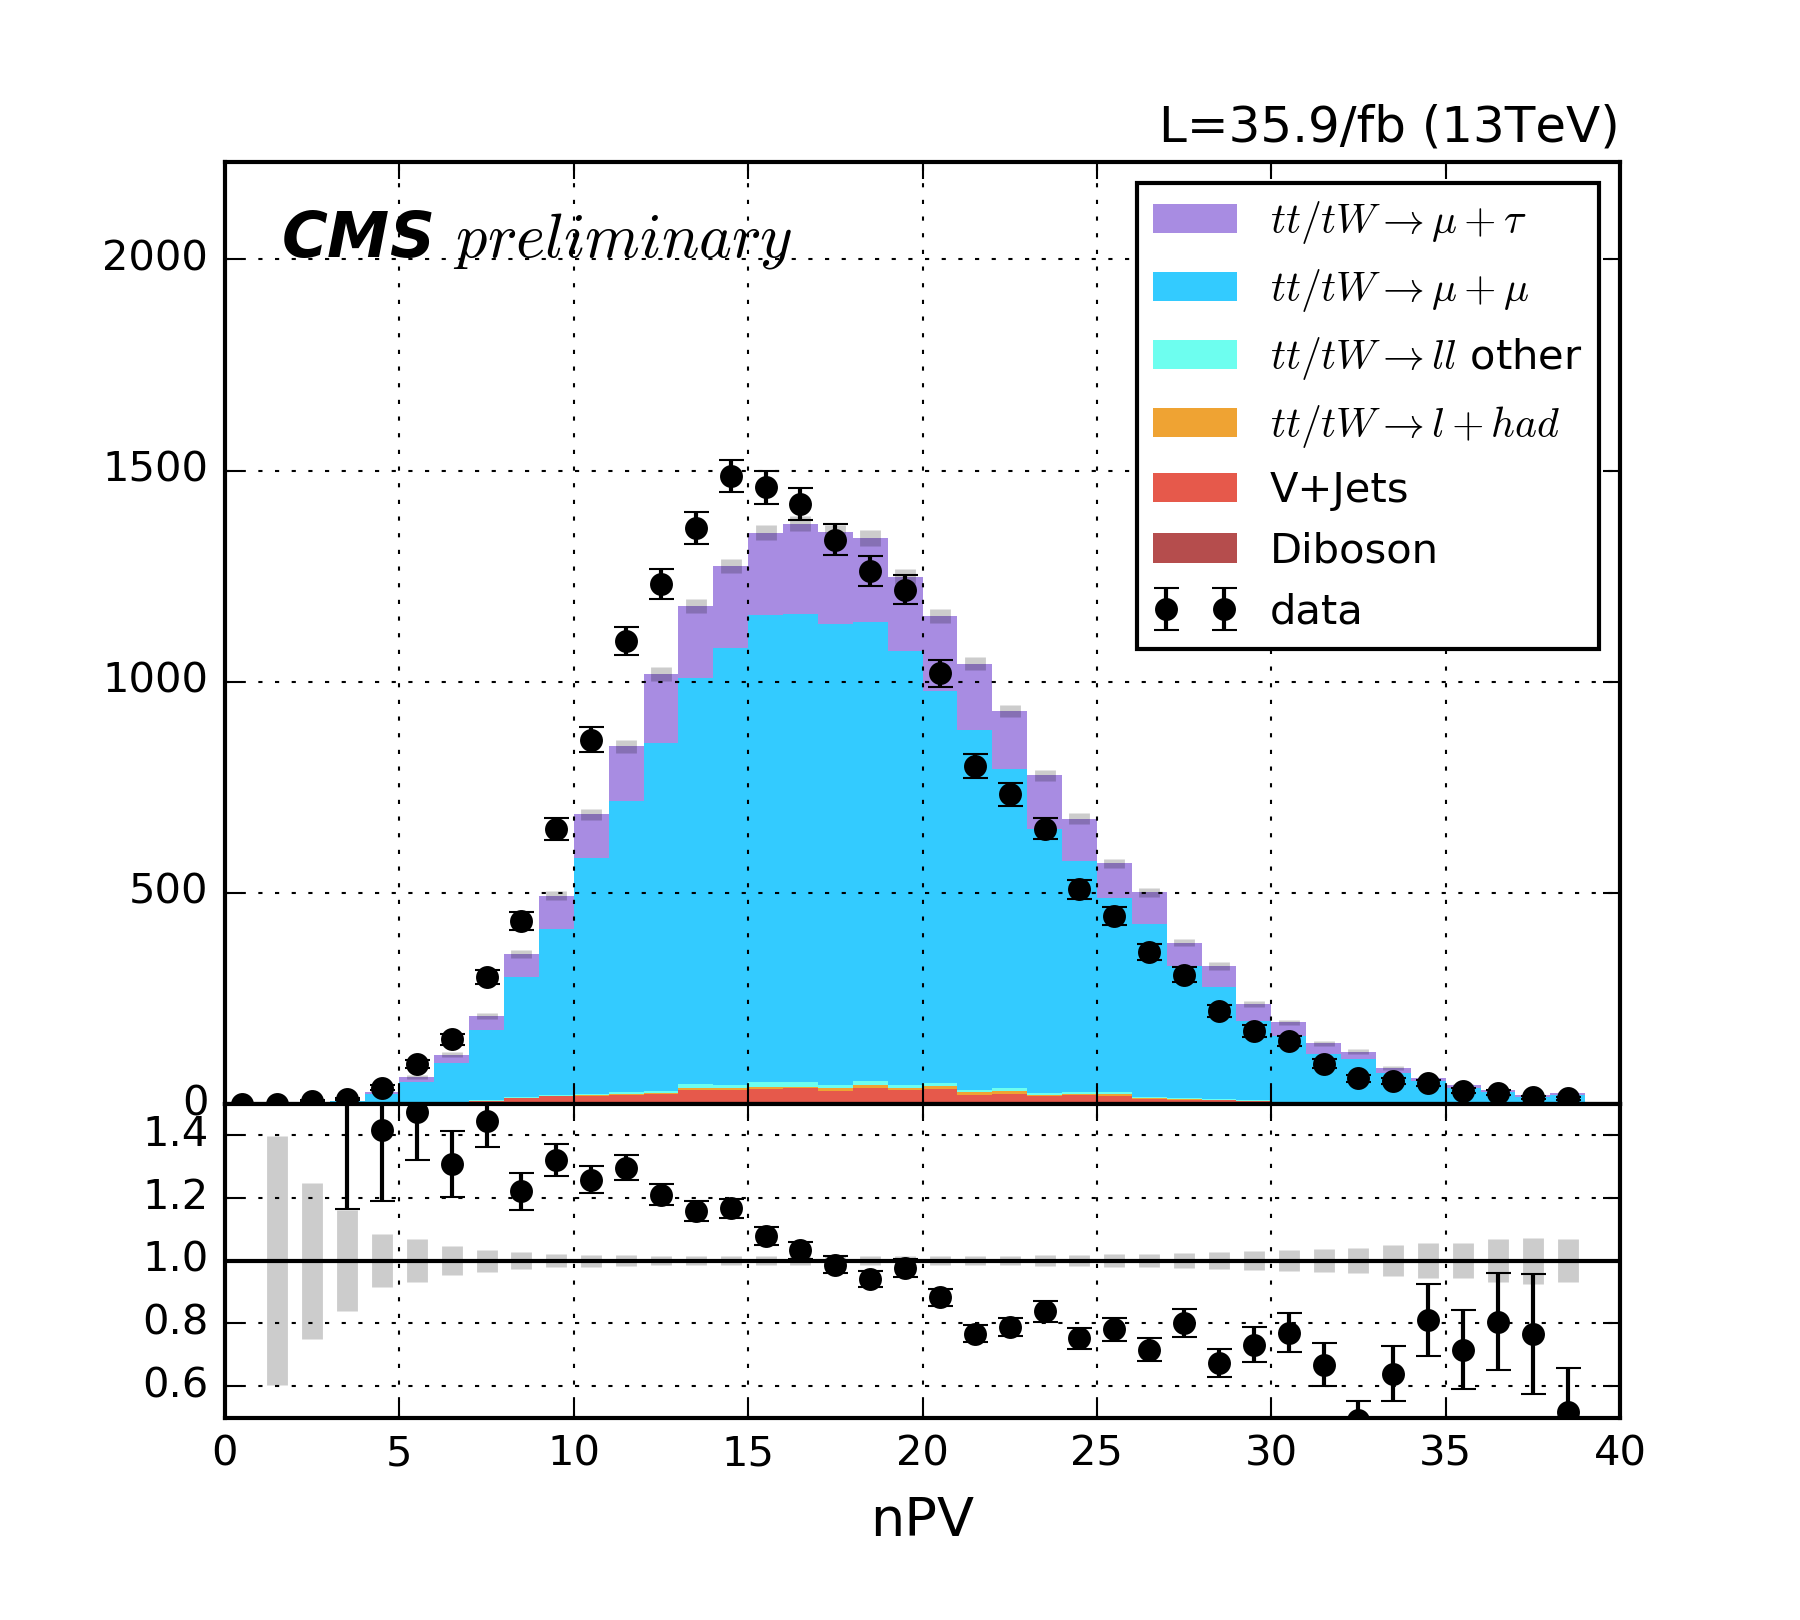 L=35.9/fb (13TeV)
CMS preliminary
tt/tW → μ + τ
tt/tW → μ + μ
tt/tW → ll other
tt/tW → l + had
V+Jets
Diboson
data
2000
1500
1000
500
0
1.4
1.2
1.0
0.8
0.6
0 5 10 15 20 25 30 35 40
nPV